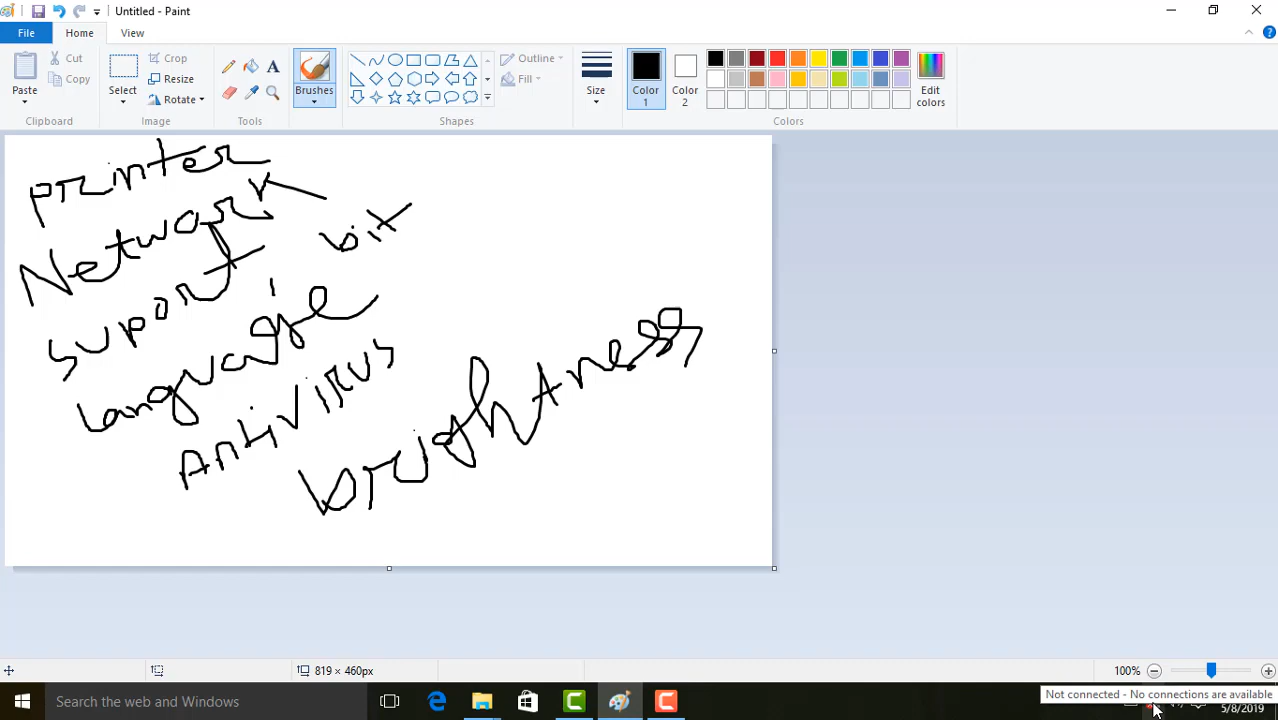 Untitled - Paint
File Home View
Paste
Cut
Copy
Clipboard
Select
Crop
Resize
Rotate
Image
A
Tools
Brushes
Outline
Fill
Shapes
Size
Color 1
Color 2
Edit colors
Colors
printer
Network
suport
bit
language
Antivirus
brightness
819 × 460px
100%
Not connected - No connections are available
Search the web and Windows
5/8/2019